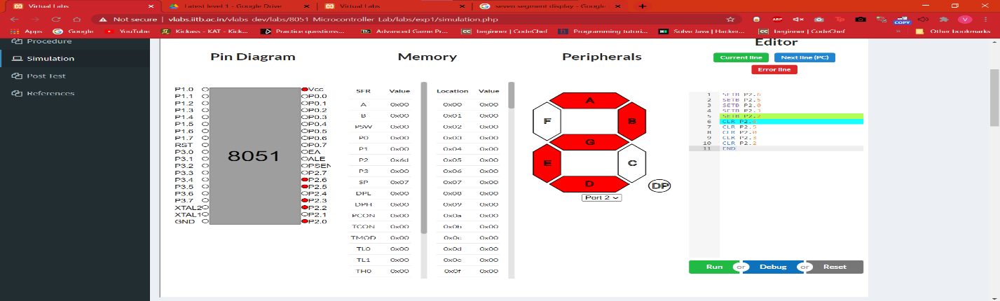 Virtual Labs × Latest level 1 - Google Drive × Virtual Labs × seven segment display - Google × +
Not secure | vlabs.iitb.ac.in/vlabs_dev/labs/8051_Microcontroller_Lab/labs/exp1/simulation.php
Apps Google YouTube Kickass - KAT - Kick... Practice questions... Advanced Game Pr... CC beginner | CodeChef Programming tutori... Solve Java | Hacker... CC beginner | CodeChef » Other bookmarks
Procedure
Simulation
Post Test
References
Pin Diagram
P1.0 Vcc
P1.1 P0.0
P1.2 P0.1
P1.3 P0.2
P1.4 P0.3
P1.5 P0.4
P1.6 P0.5
P1.7 P0.6
RST P0.7
P3.0 EA
P3.1 ALE
P3.2 PSEN
P3.3 P2.7
P3.4 P2.6
P3.5 P2.5
P3.6 P2.4
P3.7 P2.3
XTAL2 P2.2
XTAL1 P2.1
GND P2.0
8051
Memory
SFR Value
A 0x00
B 0x00
PSW 0x00
P0 0x00
P1 0x00
P2 0x6d
P3 0x00
SP 0x07
DPL 0x00
DPH 0x00
PCON 0x00
TCON 0x00
TMOD 0x00
TL0 0x00
TL1 0x00
TH0 0x00
Location Value
0x00 0x00
0x01 0x00
0x02 0x00
0x03 0x00
0x04 0x00
0x05 0x00
0x06 0x00
0x07 0x00
0x08 0x00
0x09 0x00
0x0a 0x00
0x0b 0x00
0x0c 0x00
0x0d 0x00
0x0e 0x00
0x0f 0x00
Peripherals
A
F B
G
E C
D DP
Port 2
Editor
Current line Next line (PC)
Error line
1 SETB P2.6
2 SETB P2.5
3 SETB P2.0
4 SETB P2.3
5 SETB P2.2
6 CLR P2.
7 CLR P2.5
8 CLR P2.0
9 CLR P2.3
10 CLR P2.2
11 END
Run or Debug or Reset